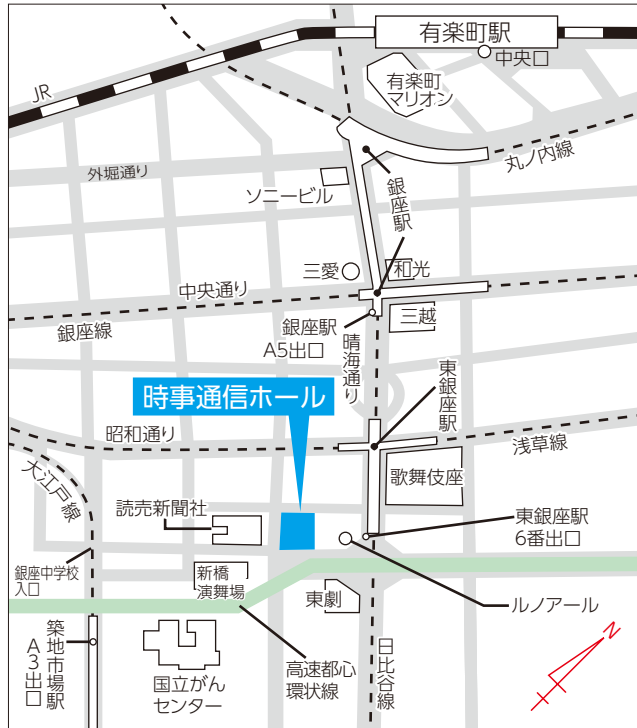 有楽町駅
中央口
有楽町
マリオン
JR
丸ノ内線
外堀通り
ソニービル
銀座駅
三愛
和光
中央通り
銀座線
銀座駅
A5出口
三越
晴海通り
東銀座駅
時事通信ホール
昭和通り
浅草線
大江戸線
歌舞伎座
読売新聞社
東銀座駅
6番出口
銀座中学校
入口
新橋
演舞場
東劇
ルノアール
築地市場駅
A3出口
国立がん
センター
高速都心
環状線
日比谷線
N